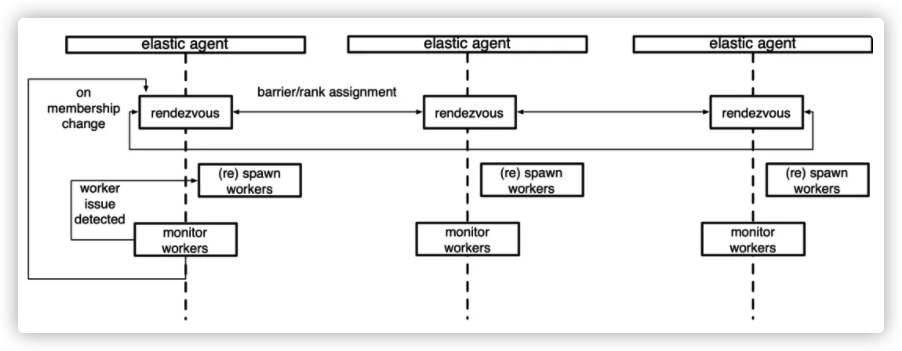 elastic agent
elastic agent
elastic agent
on
membership
change
barrier/rank assignment
rendezvous
rendezvous
rendezvous
(re) spawn
workers
(re) spawn
workers
(re) spawn
workers
worker
issue
detected
monitor
workers
monitor
workers
monitor
workers